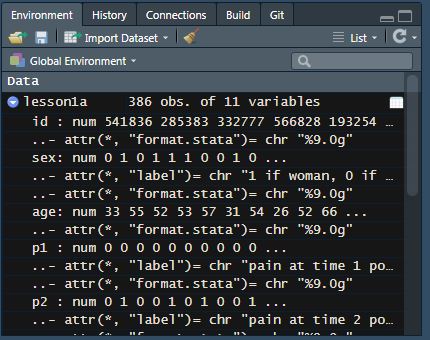 Environment History Connections Build Git
Import Dataset List
Global Environment
Data
lesson1a 386 obs. of 11 variables
id : num 541836 285383 332777 566828 193254 …
..- attr(*, "format.stata")= chr "%9.0g"
sex: num 0 1 0 1 1 1 0 0 1 0 ...
..- attr(*, "label")= chr "1 if woman, 0 if …
..- attr(*, "format.stata")= chr "%9.0g"
age: num 33 55 52 53 57 31 54 26 52 66 ...
..- attr(*, "format.stata")= chr "%9.0g"
p1 : num 0 0 0 0 0 0 0 0 0 0 ...
..- attr(*, "label")= chr "pain at time 1 po…
..- attr(*, "format.stata")= chr "%9.0g"
p2 : num 0 1 0 0 1 0 1 0 0 1 ...
..- attr(*, "label")= chr "pain at time 2 po…
..- attr(*, "format.stata")= chr "%9.0g"